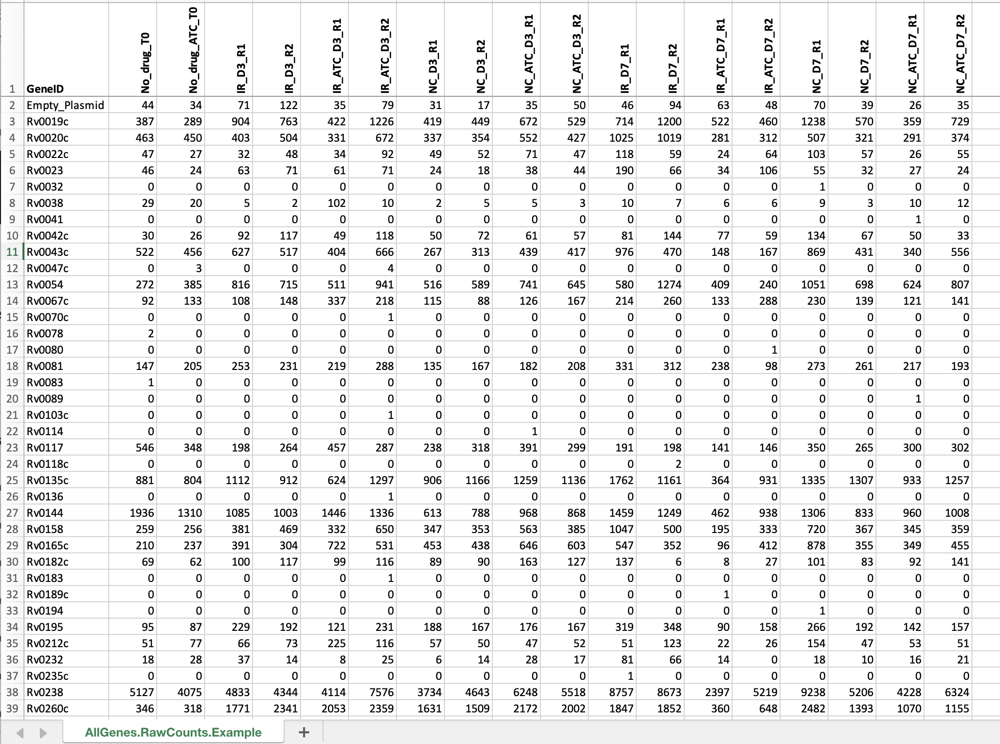 1 GeneID No_drug_T0 No_drug_ATC_T0 IR_D3_R1 IR_D3_R2 IR_ATC_D3_R1 IR_ATC_D3_R2 NC_D3_R1 NC_D3_R2 NC_ATC_D3_R1 NC_ATC_D3_R2 IR_D7_R1 IR_D7_R2 IR_ATC_D7_R1 IR_ATC_D7_R2 NC_D7_R1 NC_D7_R2 NC_ATC_D7_R1 NC_ATC_D7_R2
2 Empty_Plasmid 44 34 71 122 35 79 31 17 35 50 46 94 63 48 70 39 26 35
3 Rv0019c 387 289 904 763 422 1226 419 449 672 529 714 1200 522 460 1238 570 359 729
4 Rv0020c 463 450 403 504 331 672 337 354 552 427 1025 1019 281 312 507 321 291 374
5 Rv0022c 47 27 32 48 34 92 49 52 71 47 118 59 24 64 103 57 26 55
6 Rv0023 46 24 63 71 61 71 24 18 38 44 190 66 34 106 55 32 27 24
7 Rv0032 0 0 0 0 0 0 0 0 0 0 0 0 0 0 1 0 0 0
8 Rv0038 29 20 5 2 102 10 2 5 5 3 10 7 6 6 9 3 10 12
9 Rv0041 0 0 0 0 0 0 0 0 0 0 0 0 0 0 0 0 1 0
10 Rv0042c 30 26 92 117 49 118 50 72 61 57 81 144 77 59 134 67 50 33
11 Rv0043c 522 456 627 517 404 666 267 313 439 417 976 470 148 167 869 431 340 556
12 Rv0047c 0 3 0 0 0 4 0 0 0 0 0 0 0 0 0 0 0 0
13 Rv0054 272 385 816 715 511 941 516 589 741 645 580 1274 409 240 1051 698 624 807
14 Rv0067c 92 133 108 148 337 218 115 88 126 167 214 260 133 288 230 139 121 141
15 Rv0070c 0 0 0 0 0 1 0 0 0 0 0 0 0 0 0 0 0 0
16 Rv0078 2 0 0 0 0 0 0 0 0 0 0 0 0 0 0 0 0 0
17 Rv0080 0 0 0 0 0 0 0 0 0 0 0 0 0 1 0 0 0 0
18 Rv0081 147 205 253 231 219 288 135 167 182 208 331 312 238 98 273 261 217 193
19 Rv0083 1 0 0 0 0 0 0 0 0 0 0 0 0 0 0 0 0 0
20 Rv0089 0 0 0 0 0 0 0 0 0 0 0 0 0 0 0 0 1 0
21 Rv0103c 0 0 0 0 0 1 0 0 0 0 0 0 0 0 0 0 0 0
22 Rv0114 0 0 0 0 0 0 0 0 1 0 0 0 0 0 0 0 0 0
23 Rv0117 546 348 198 264 457 287 238 318 391 299 191 198 141 146 350 265 300 302
24 Rv0118c 0 0 0 0 0 0 0 0 0 0 0 2 0 0 0 0 0 0
25 Rv0135c 881 804 1112 912 624 1297 906 1166 1259 1136 1762 1161 364 931 1335 1307 933 1257
26 Rv0136 0 0 0 0 0 1 0 0 0 0 0 0 0 0 0 0 0 0
27 Rv0144 1936 1310 1085 1003 1446 1336 613 788 968 868 1459 1249 462 938 1306 833 960 1008
28 Rv0158 259 256 381 469 332 650 347 353 563 385 1047 500 195 333 720 367 345 359
29 Rv0165c 210 237 391 304 722 531 453 438 646 603 547 352 96 412 878 355 349 455
30 Rv0182c 69 62 100 117 99 116 89 90 163 127 137 6 8 27 101 83 92 141
31 Rv0183 0 0 0 0 0 1 0 0 0 0 0 0 0 0 0 0 0 0
32 Rv0189c 0 0 0 0 0 0 0 0 0 0 0 0 1 0 0 0 0 0
33 Rv0194 0 0 0 0 0 0 0 0 0 0 0 0 0 0 1 0 0 0
34 Rv0195 95 87 229 192 121 231 188 167 176 167 319 348 90 158 266 192 142 157
35 Rv0212c 51 77 66 73 225 116 57 50 47 52 51 123 22 26 154 47 53 51
36 Rv0232 18 28 37 14 8 25 6 14 28 17 81 66 14 0 18 10 16 21
37 Rv0235c 0 0 0 0 0 0 0 0 0 0 1 0 0 0 0 0 0 0
38 Rv0238 5127 4075 4833 4344 4114 7576 3734 4643 6248 5518 8757 8673 2397 5219 9238 5206 4228 6324
39 Rv0260c 346 318 1771 2341 2053 2359 1631 1509 2172 2002 1847 1852 360 648 2482 1393 1070 1155
AllGenes.RawCounts.Example +